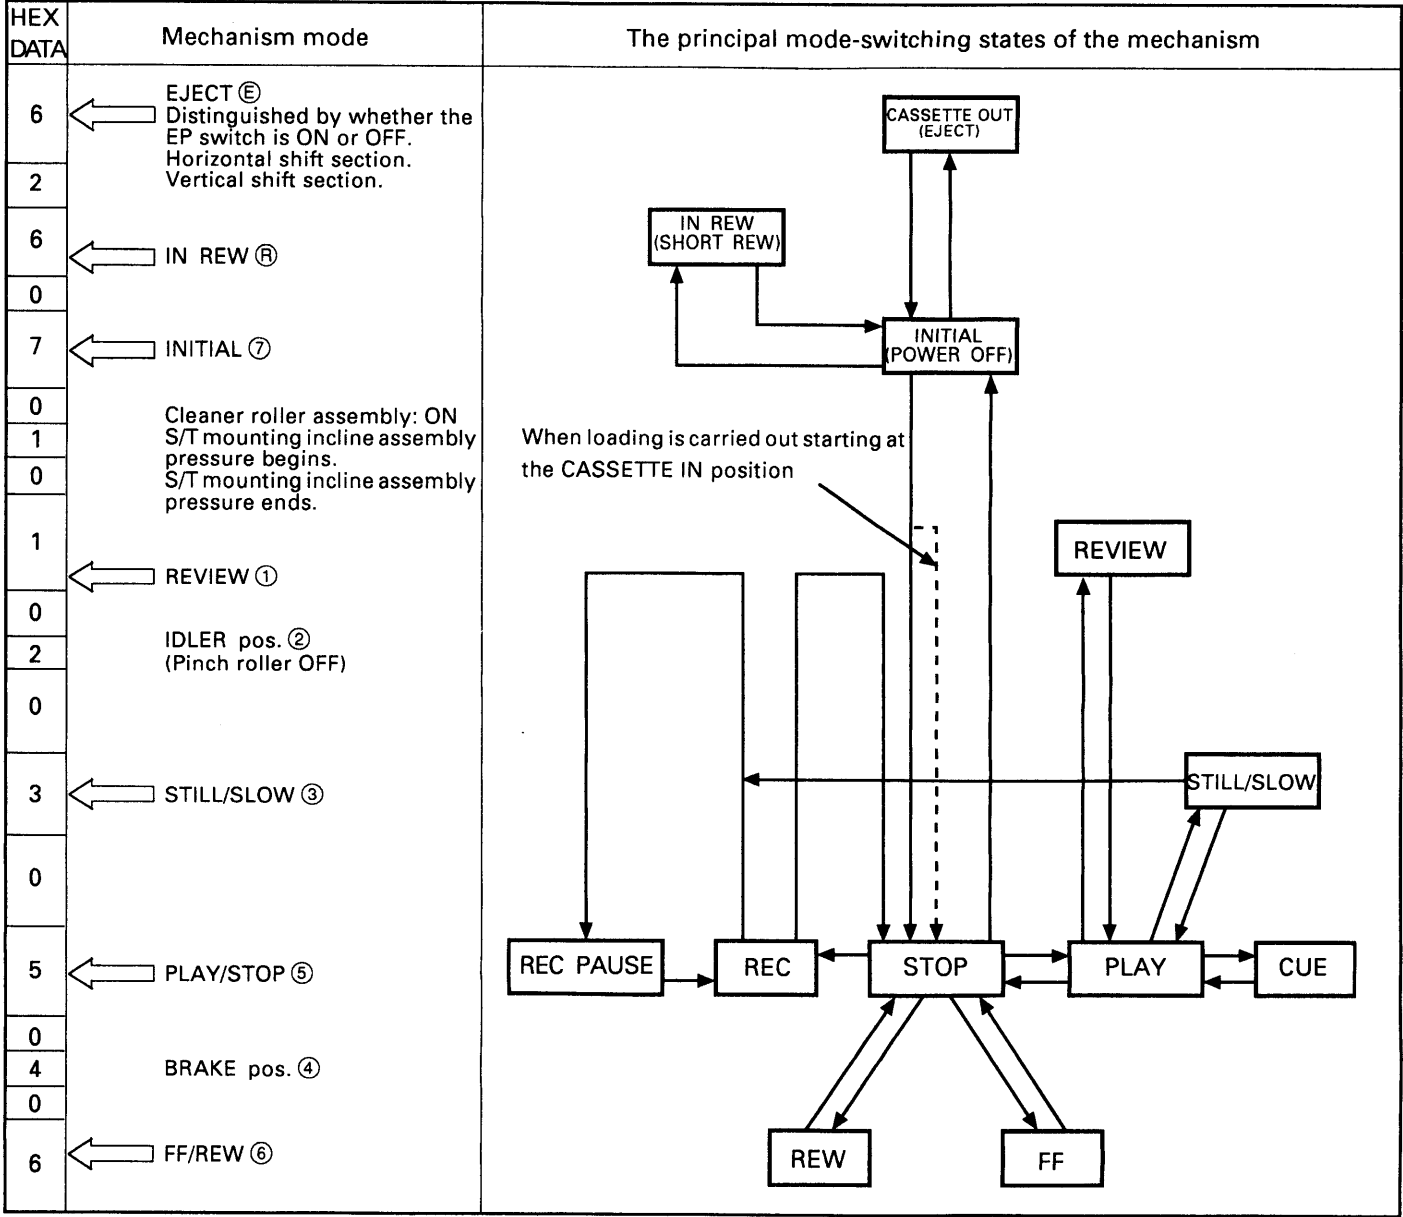 HEX
DATA
Mechanism mode
The principal mode-switching states of the mechanism
6
EJECT Ⓔ
Distinguished by whether the
EP switch is ON or OFF.
Horizontal shift section.
2
Vertical shift section.
6
IN REW Ⓡ
0
7
INITIAL ⑦
0
Cleaner roller assembly: ON
1
S/T mounting incline assembly
pressure begins.
0
S/T mounting incline assembly
pressure ends.
1
REVIEW ①
0
IDLER pos. ②
2
(Pinch roller OFF)
0
3
STILL/SLOW ③
0
5
PLAY/STOP ⑤
0
4
BRAKE pos. ④
0
6
FF/REW ⑥
CASSETTE OUT
(EJECT)
IN REW
(SHORT REW)
INITIAL
(POWER OFF)
When loading is carried out starting at
the CASSETTE IN position
REVIEW
STILL/SLOW
REC PAUSE
REC
STOP
PLAY
CUE
REW
FF